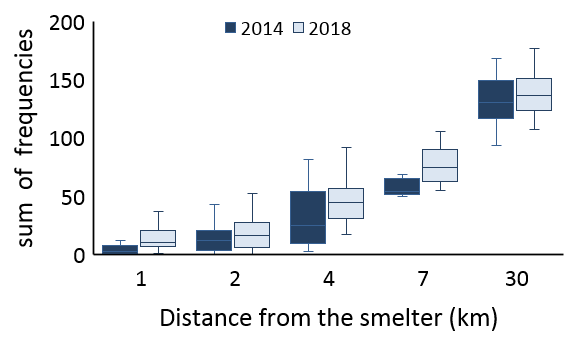 2014 2018
200
150
100
50
0
sum of frequencies
1 2 4 7 30
Distance from the smelter (km)